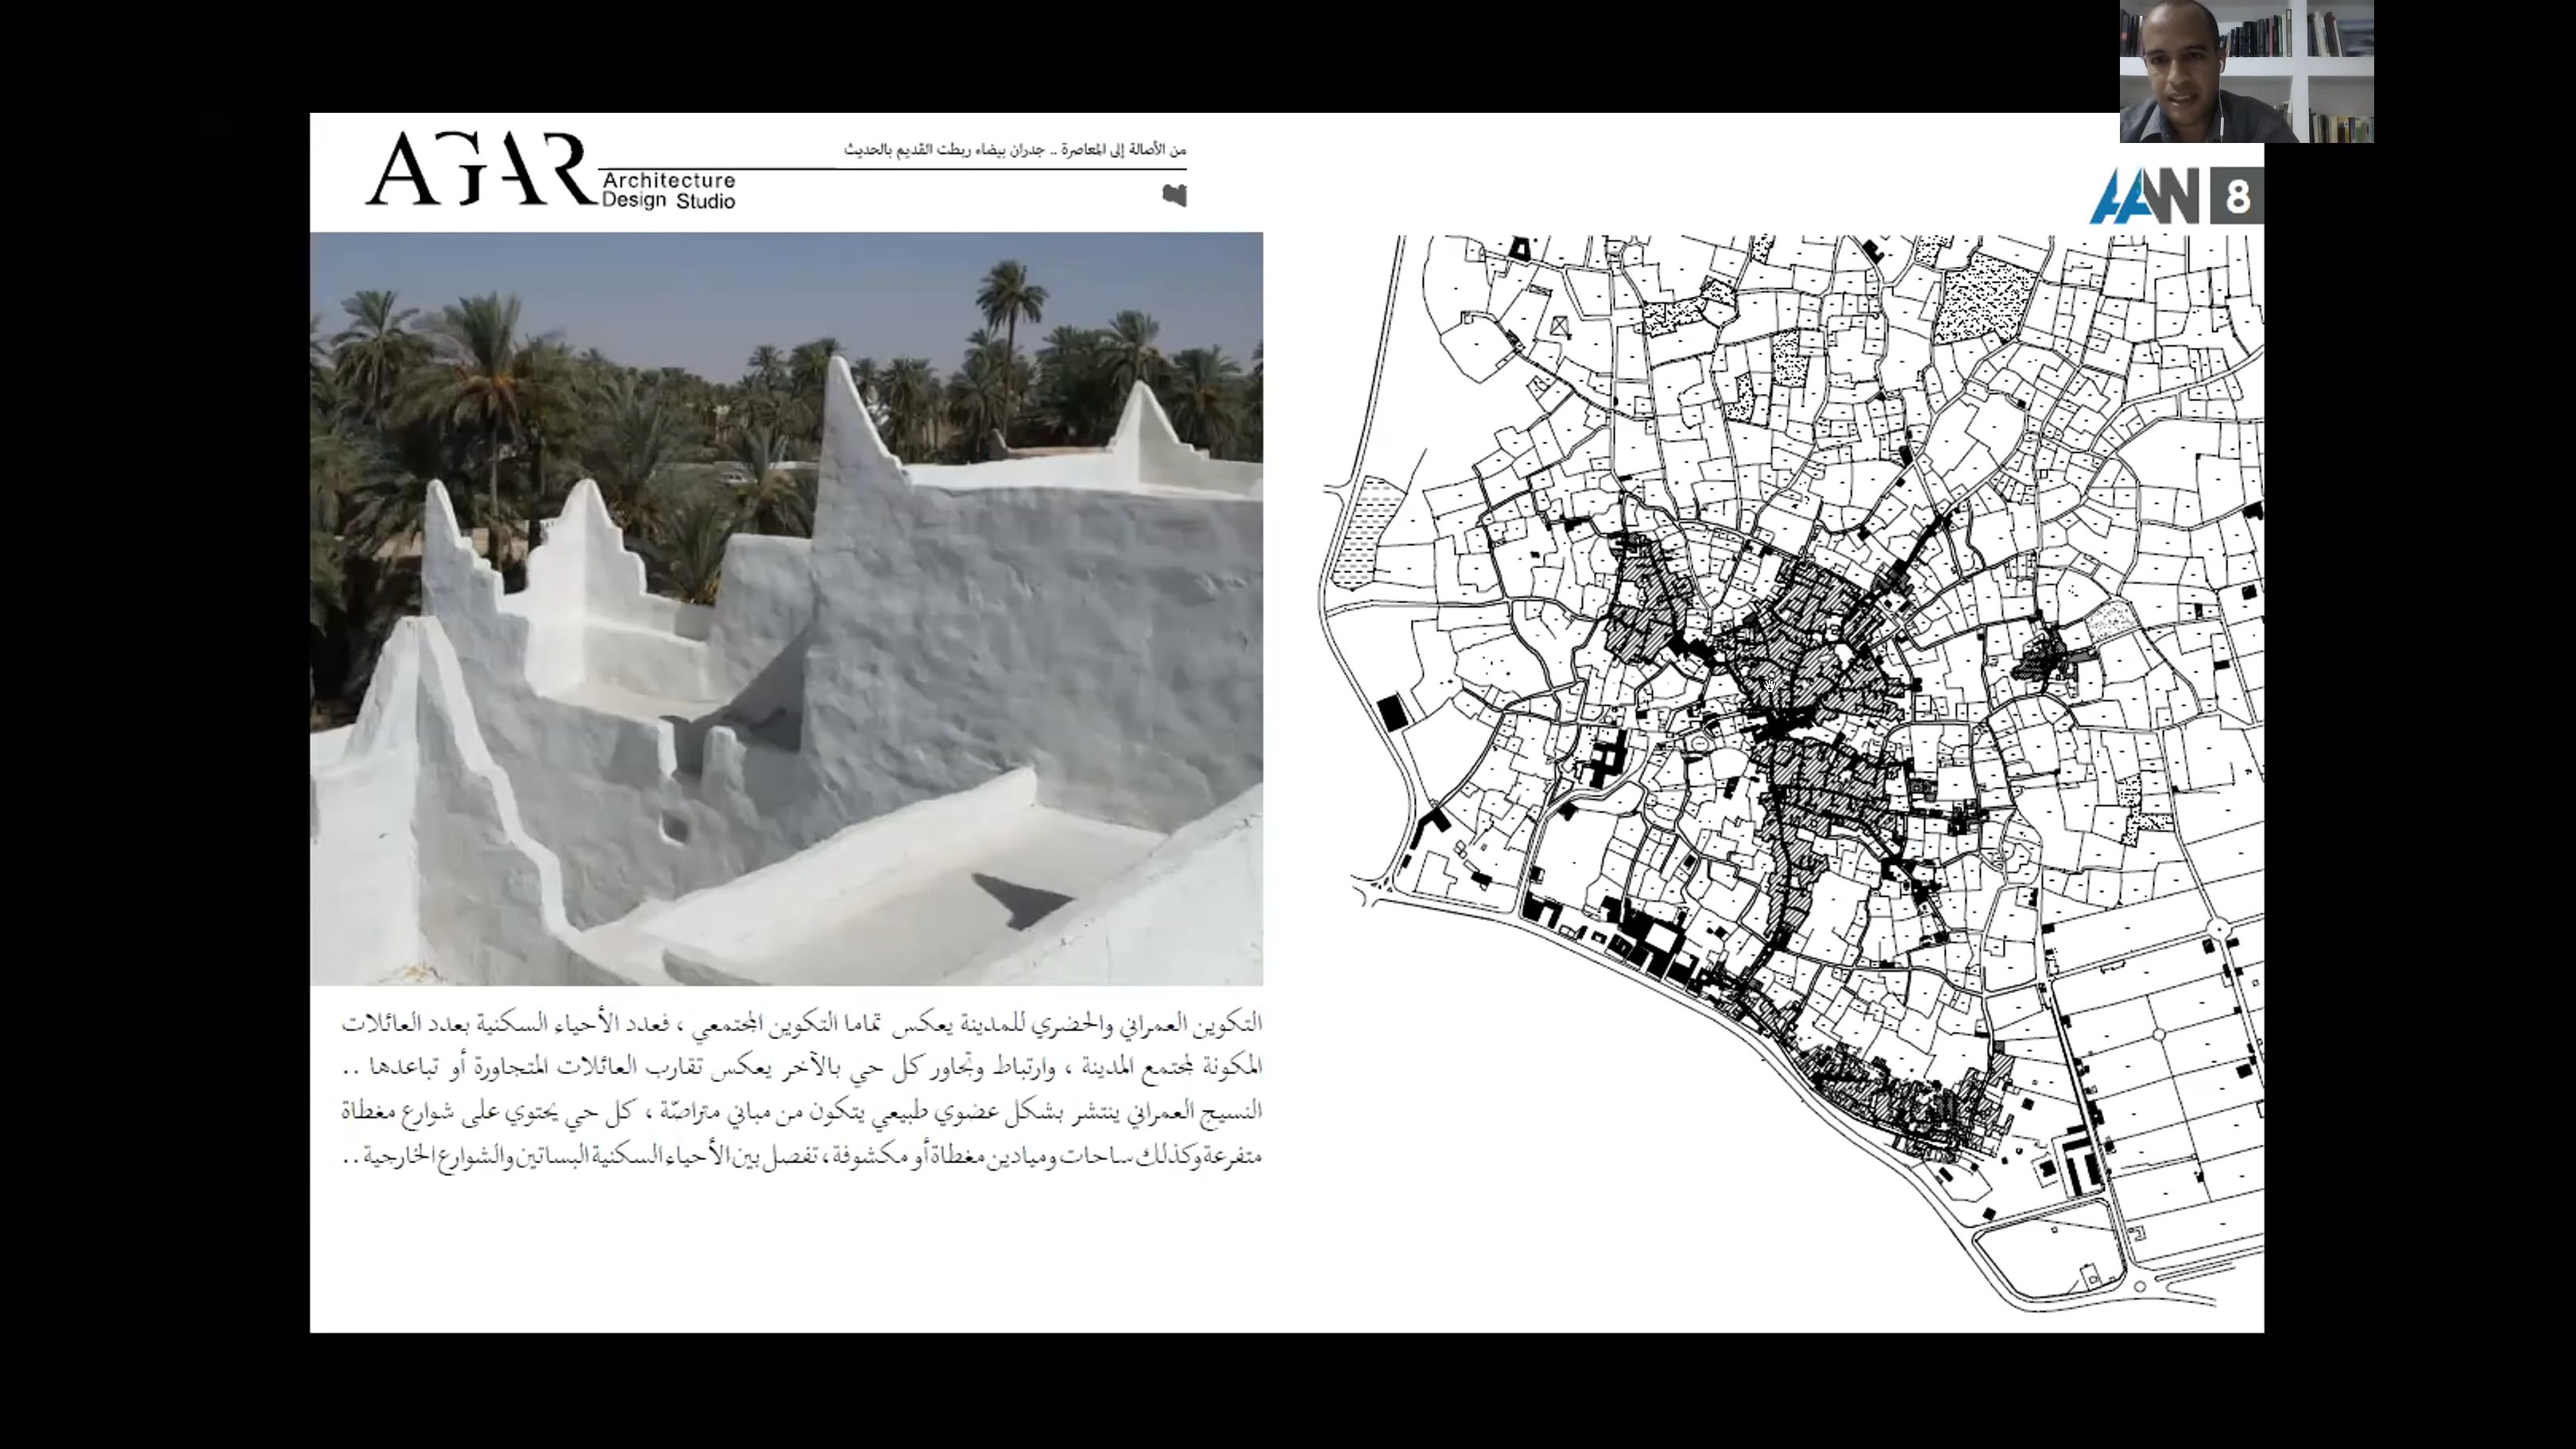 AGAR
Architecture
Design Studio
من الأصالة إلى المعاصرة .. جدران بيضاء ربطت القديم بالحديث
AAN 8
التكوين العمراني والحضري للمدينة يعكس تماما التكوين المجتمعي ، فعدد الأحياء السكنية بعدد العائلات
المكونة لمجتمع المدينة ، وارتباط وتجاور كل حي بالآخر يعكس تقارب العائلات المتجاورة أو تباعدها ..
النسيج العمراني ينتشر بشكل عضوي طبيعي يتكون من مباني متراصّة ، كل حي يحتوي على شوارع مغطاة
متفرعة وكذلك ساحات وميادين مغطاة أو مكشوفة ، تفصل بين الأحياء السكنية البساتين والشوارع الخارجية ..